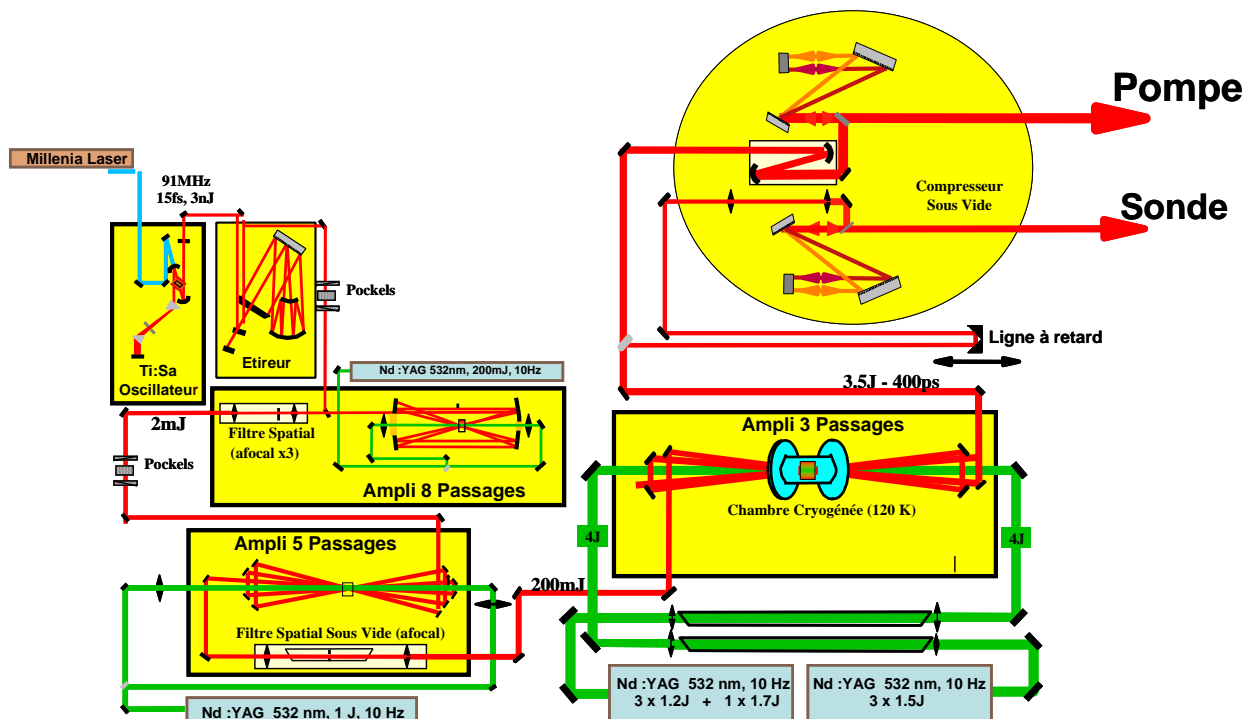 Pompe
Millenia Laser
91MHz
15fs, 3nJ
Compresseur
Sous Vide
Sonde
Pockels
Ti:Sa
Oscillateur
Etireur
Ligne à retard
Nd :YAG 532nm, 200mJ, 10Hz
3.5J - 400ps
2mJ
Filtre Spatial
(afocal x3)
Ampli 3 Passages
Pockels
Ampli 8 Passages
Chambre Cryogénée (120 K)
4J
4J
Ampli 5 Passages
200mJ
Filtre Spatial Sous Vide (afocal)
Nd :YAG 532 nm, 10 Hz
3 x 1.2J + 1 x 1.7J
Nd :YAG 532 nm, 10 Hz
3 x 1.5J
Nd :YAG 532 nm, 1 J, 10 Hz